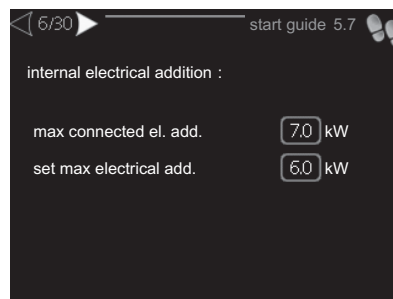 6/30 start guide 5.7
internal electrical addition :
max connected el. add. 7.0 kW
set max electrical add. 6.0 kW